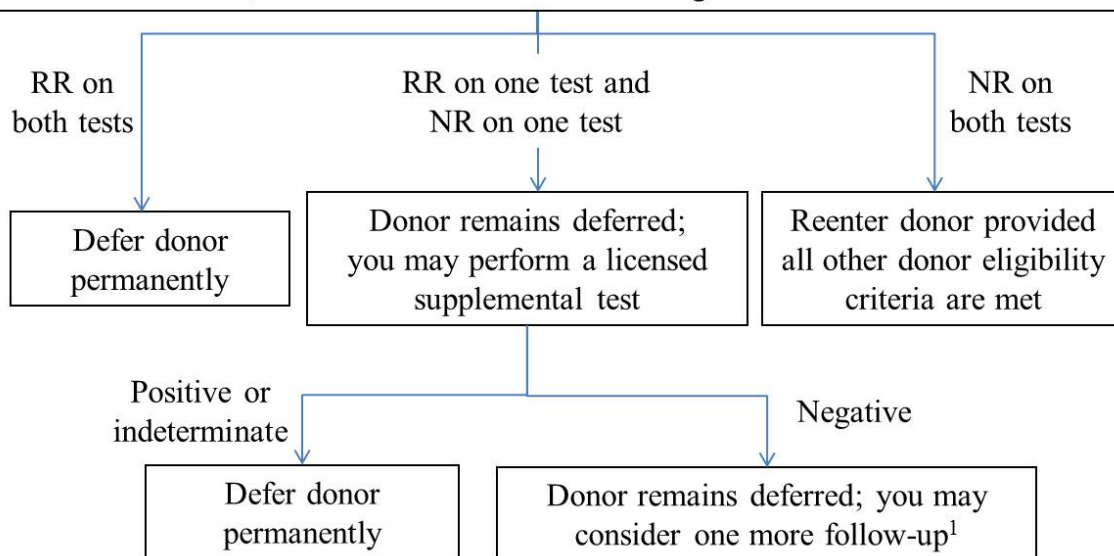 RR on
both tests
RR on one test and
NR on one test
NR on
both tests
Defer donor
permanently
Donor remains deferred;
you may perform a licensed
supplemental test
Reenter donor provided
all other donor eligibility
criteria are met
Positive or
indeterminate
Negative
Defer donor
permanently
Donor remains deferred; you may
consider one more follow-up¹